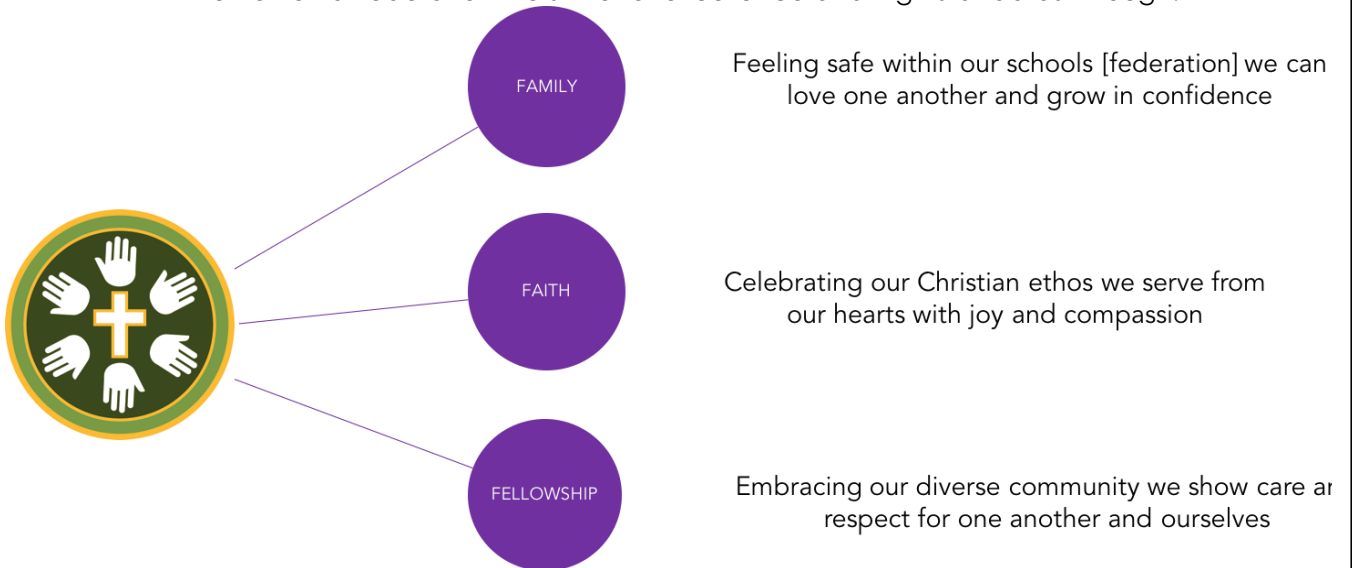 FAMILY
Feeling safe within our schools [federation] we can
love one another and grow in confidence
FAITH
Celebrating our Christian ethos we serve from
our hearts with joy and compassion
FELLOWSHIP
Embracing our diverse community we show care
respect for one another and ourselves